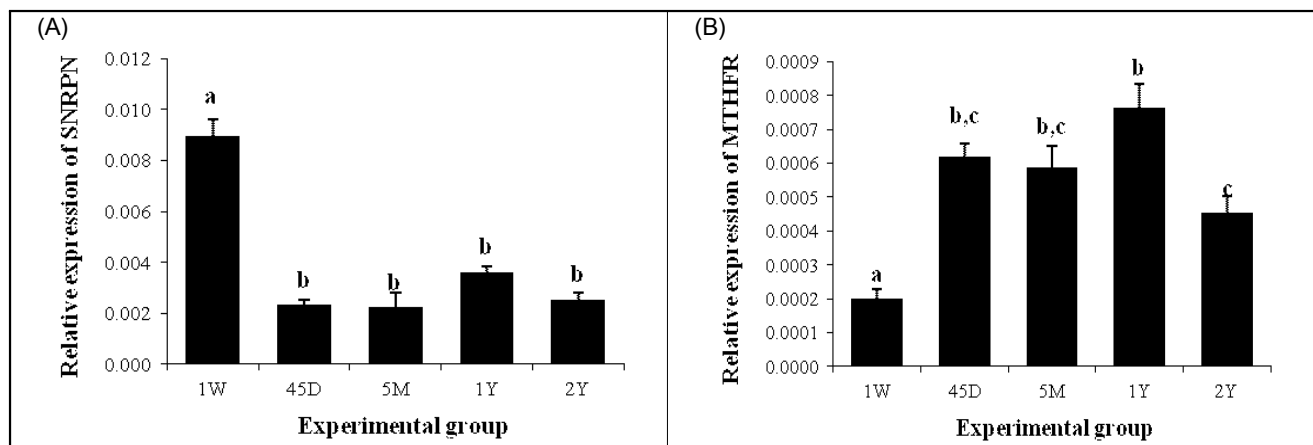 (A)
Relative expression of SNRPN
0.012
0.010
0.008
0.006
0.004
0.002
0.000
a
b
b
b
b
1W 45D 5M 1Y 2Y
Experimental group
(B)
Relative expression of MTHFR
0.0009
0.0008
0.0007
0.0006
0.0005
0.0004
0.0003
0.0002
0.0001
0.0000
a
b,c
b,c
b
c
1W 45D 5M 1Y 2Y
Experimental group